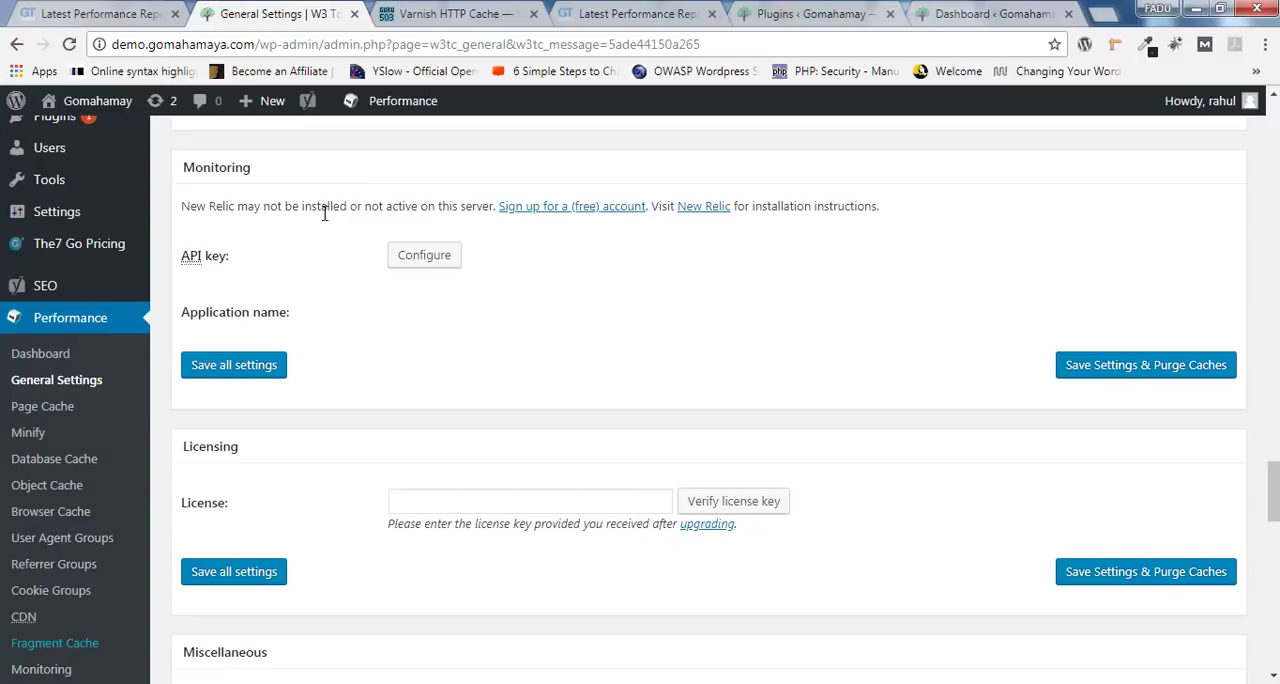 Latest Performance Rep
General Settings | W3 To
Varnish HTTP Cache —
Latest Performance Rep
Plugins ‹ Gomahamay —
Dashboard ‹ Gomaham
FADU
demo.gomahamaya.com/wp-admin/admin.php?page=w3tc_general&w3tc_message=5ade44150a265
Apps
Online syntax highlig
Become an Affiliate
YSlow - Official Open
6 Simple Steps to Ch
OWASP Wordpress S
PHP: Security - Manu
Welcome
Changing Your Word
»
Gomahamay
2
0
New
Performance
Howdy, rahul
Plugins 1
Users
Tools
Settings
The7 Go Pricing
SEO
Performance
Dashboard
General Settings
Page Cache
Minify
Database Cache
Object Cache
Browser Cache
User Agent Groups
Referrer Groups
Cookie Groups
CDN
Fragment Cache
Monitoring
Monitoring
New Relic may not be installed or not active on this server. Sign up for a (free) account. Visit New Relic for installation instructions.
API key:
Configure
Application name:
Save all settings
Save Settings & Purge Caches
Licensing
License:
Verify license key
Please enter the license key provided you received after upgrading.
Save all settings
Save Settings & Purge Caches
Miscellaneous